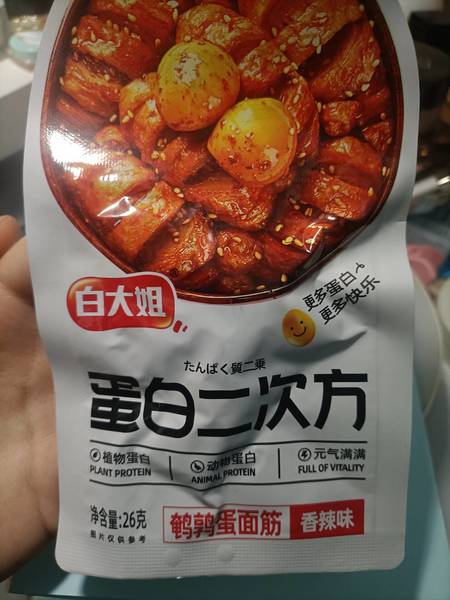 白大姐
更多蛋白
更多快乐
たんぱく質二乗
蛋白二次方
植物蛋白 动物蛋白 元气满满
PLANT PROTEIN ANIMAL PROTEIN FULL OF VITALITY
净含量:26克
图片仅供参考
鹌鹑蛋面筋 香辣味